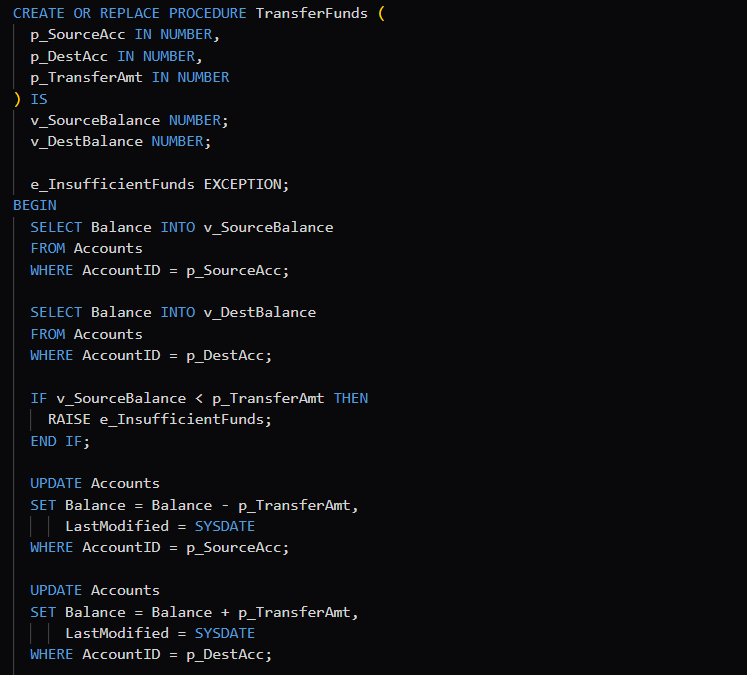 CREATE OR REPLACE PROCEDURE TransferFunds (
p_SourceAcc IN NUMBER,
p_DestAcc IN NUMBER,
p_TransferAmt IN NUMBER
) IS
v_SourceBalance NUMBER;
v_DestBalance NUMBER;
e_InsufficientFunds EXCEPTION;
BEGIN
SELECT Balance INTO v_SourceBalance
FROM Accounts
WHERE AccountID = p_SourceAcc;
SELECT Balance INTO v_DestBalance
FROM Accounts
WHERE AccountID = p_DestAcc;
IF v_SourceBalance < p_TransferAmt THEN
RAISE e_InsufficientFunds;
END IF;
UPDATE Accounts
SET Balance = Balance - p_TransferAmt,
LastModified = SYSDATE
WHERE AccountID = p_SourceAcc;
UPDATE Accounts
SET Balance = Balance + p_TransferAmt,
LastModified = SYSDATE
WHERE AccountID = p_DestAcc;